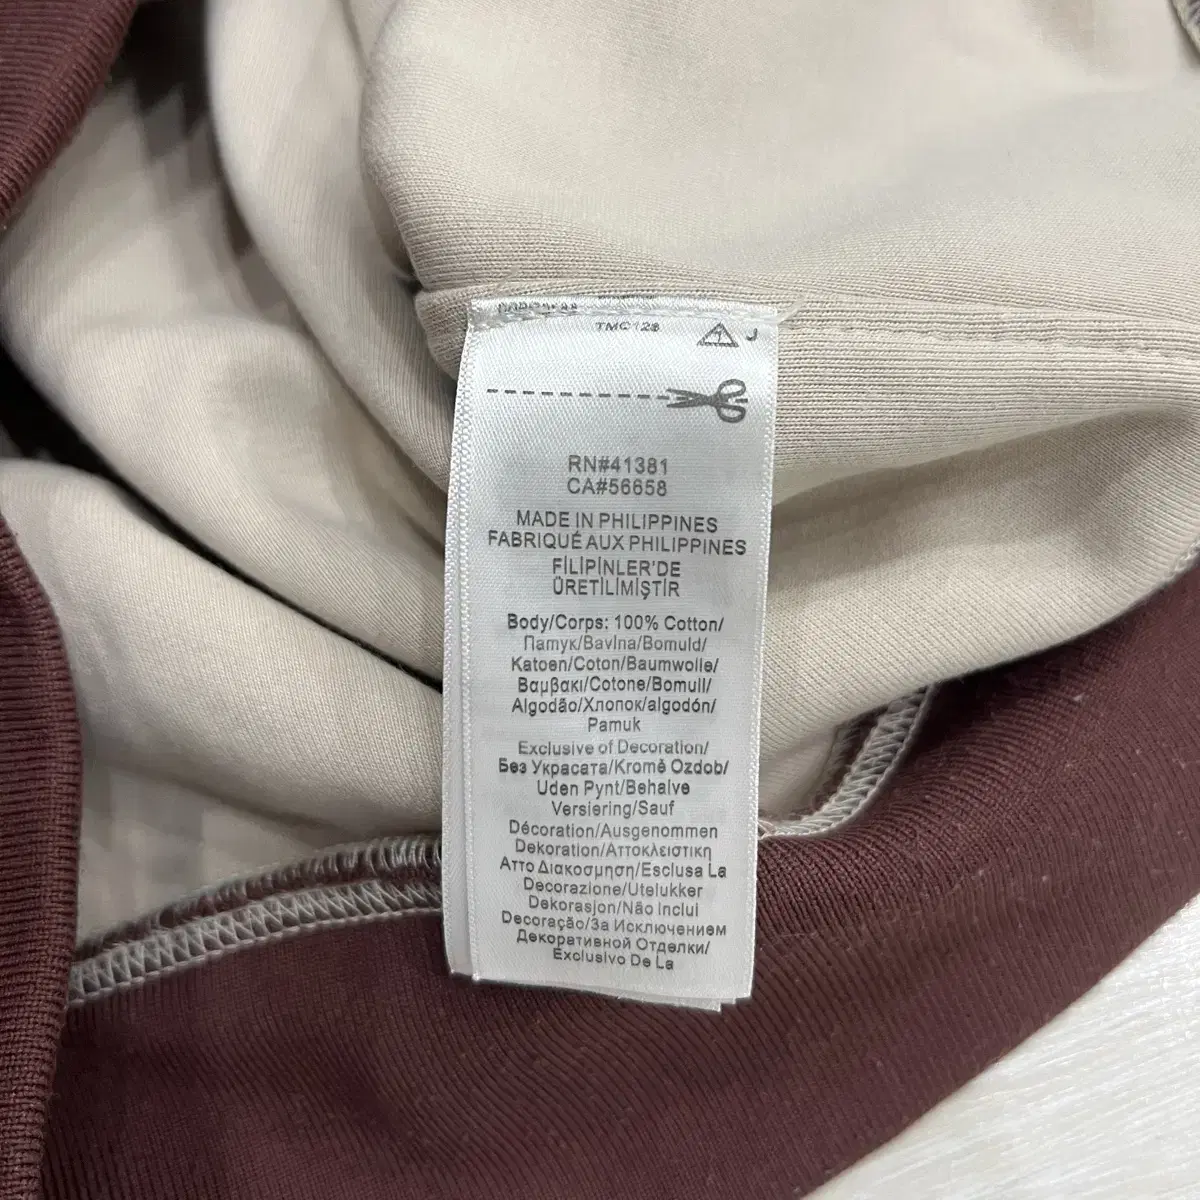 TMC128
J
RN#41381
CA#56658
MADE IN PHILIPPINES
FABRIQUÉ AUX PHILIPPINES
FİLİPİNLER'DE
ÜRETİLMİŞTİR
Body/Corps: 100% Cotton/
Памук/Bavlna/Bomuld/
Katoen/Coton/Baumwolle/
Βαμβακι/Cotone/Bomull/
Algodão/Хлопок/algodón/
Pamuk
Exclusive of Decoration/
Без Украсата/Kromě Ozdob/
Uden Pynt/Behalve
Versiering/Sauf
Décoration/Ausgenommen
Dekoration/Αποκλειστικη
Απο Διακοσμηση/Esclusa La
Decorazione/Utelukker
Dekorasjon/Não Inclui
Decoração/За Исключением
Декоративной Отделки/
Exclusivo De La